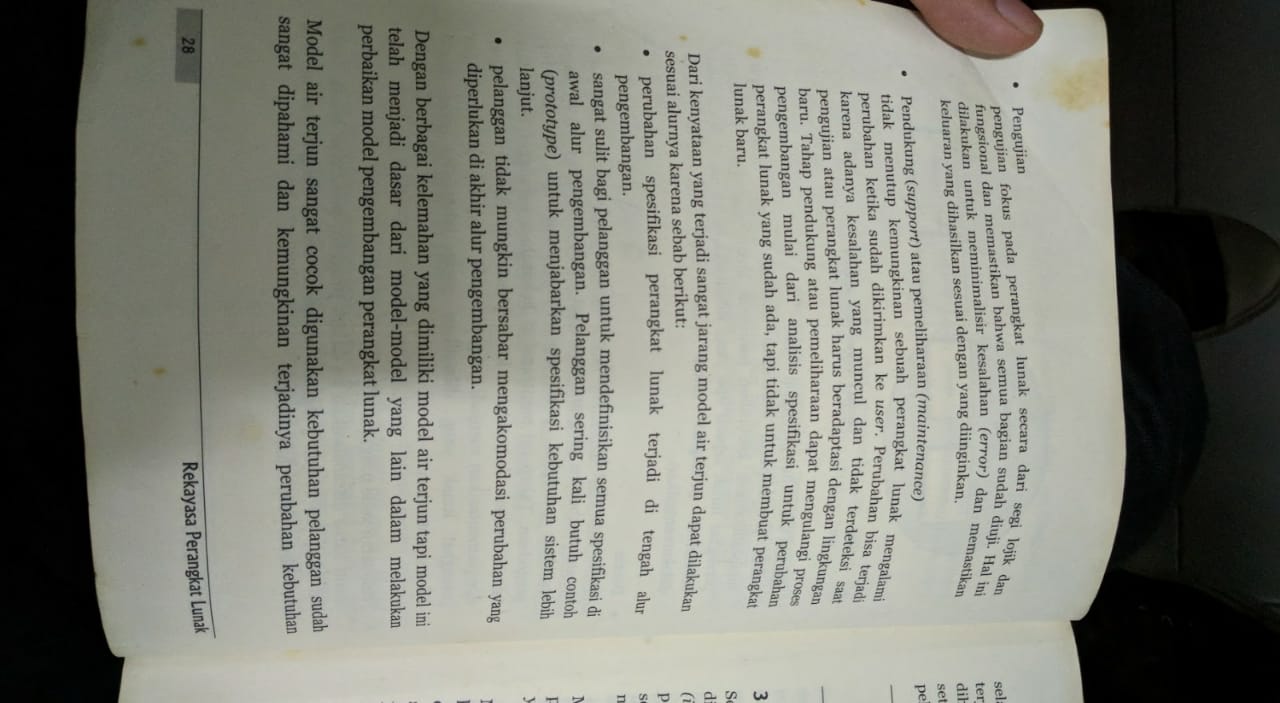 • Pengujian
pengujian fokus pada perangkat lunak secara dari segi lojik dan
fungsional dan memastikan bahwa semua bagian sudah diuji. Hal ini
dilakukan untuk meminimalisir kesalahan (error) dan memastikan
keluaran yang dihasilkan sesuai dengan yang diinginkan.
• Pendukung (support) atau pemeliharaan (maintenance)
tidak menutup kemungkinan sebuah perangkat lunak mengalami
perubahan ketika sudah dikirimkan ke user. Perubahan bisa terjadi
karena adanya kesalahan yang muncul dan tidak terdeteksi saat
pengujian atau perangkat lunak harus beradaptasi dengan lingkungan
baru. Tahap pendukung atau pemeliharaan dapat mengulangi proses
pengembangan mulai dari analisis spesifikasi untuk perubahan
perangkat lunak yang sudah ada, tapi tidak untuk membuat perangkat
lunak baru.
Dari kenyataan yang terjadi sangat jarang model air terjun dapat dilakukan
sesuai alurnya karena sebab berikut:
• perubahan spesifikasi perangkat lunak terjadi di tengah alur
pengembangan.
• sangat sulit bagi pelanggan untuk mendefinisikan semua spesifikasi di
awal alur pengembangan. Pelanggan sering kali butuh contoh
(prototype) untuk menjabarkan spesifikasi kebutuhan sistem lebih
lanjut.
• pelanggan tidak mungkin bersabar mengakomodasi perubahan yang
diperlukan di akhir alur pengembangan.
Dengan berbagai kelemahan yang dimiliki model air terjun tapi model ini
telah menjadi dasar dari model-model yang lain dalam melakukan
perbaikan model pengembangan perangkat lunak.
Model air terjun sangat cocok digunakan kebutuhan pelanggan sudah
sangat dipahami dan kemungkinan terjadinya perubahan kebutuhan
28 Rekayasa Perangkat Lunak
3